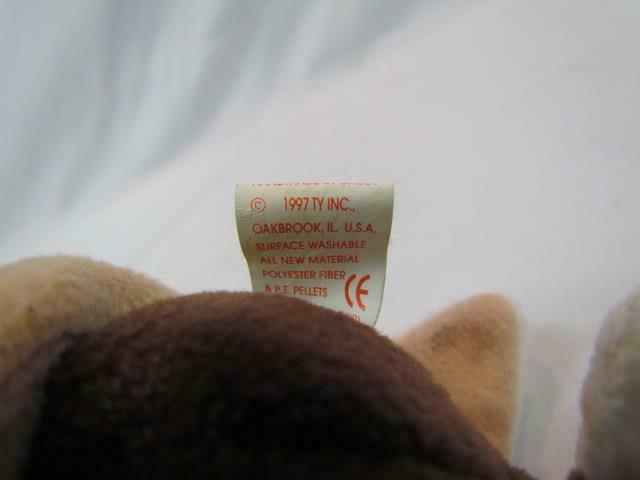 © 1997 TY INC.,
OAKBROOK, IL. U.S.A.
SURFACE WASHABLE
ALL NEW MATERIAL
POLYESTER FIBER
& P.E. PELLETS
CE